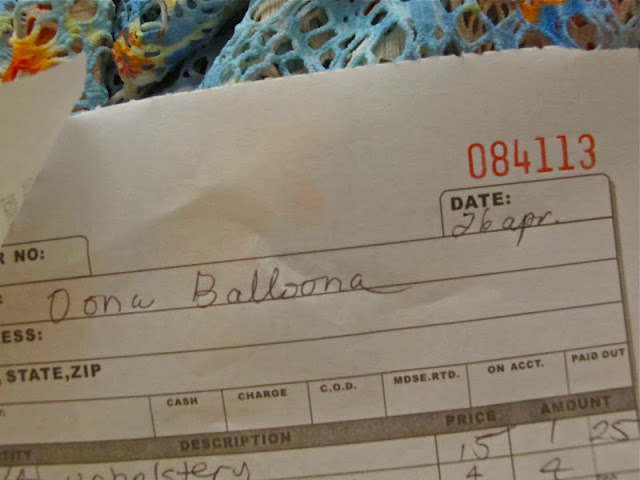 084113
DATE:
26 apr.
R NO:
Oona Balloona
ESS:
, STATE, ZIP
CASH CHARGE C.O.D. MDSE. RTD. ON ACCT. PAID OUT
TITY DESCRIPTION PRICE AMOUNT
upholstery 15 1 25
4 4